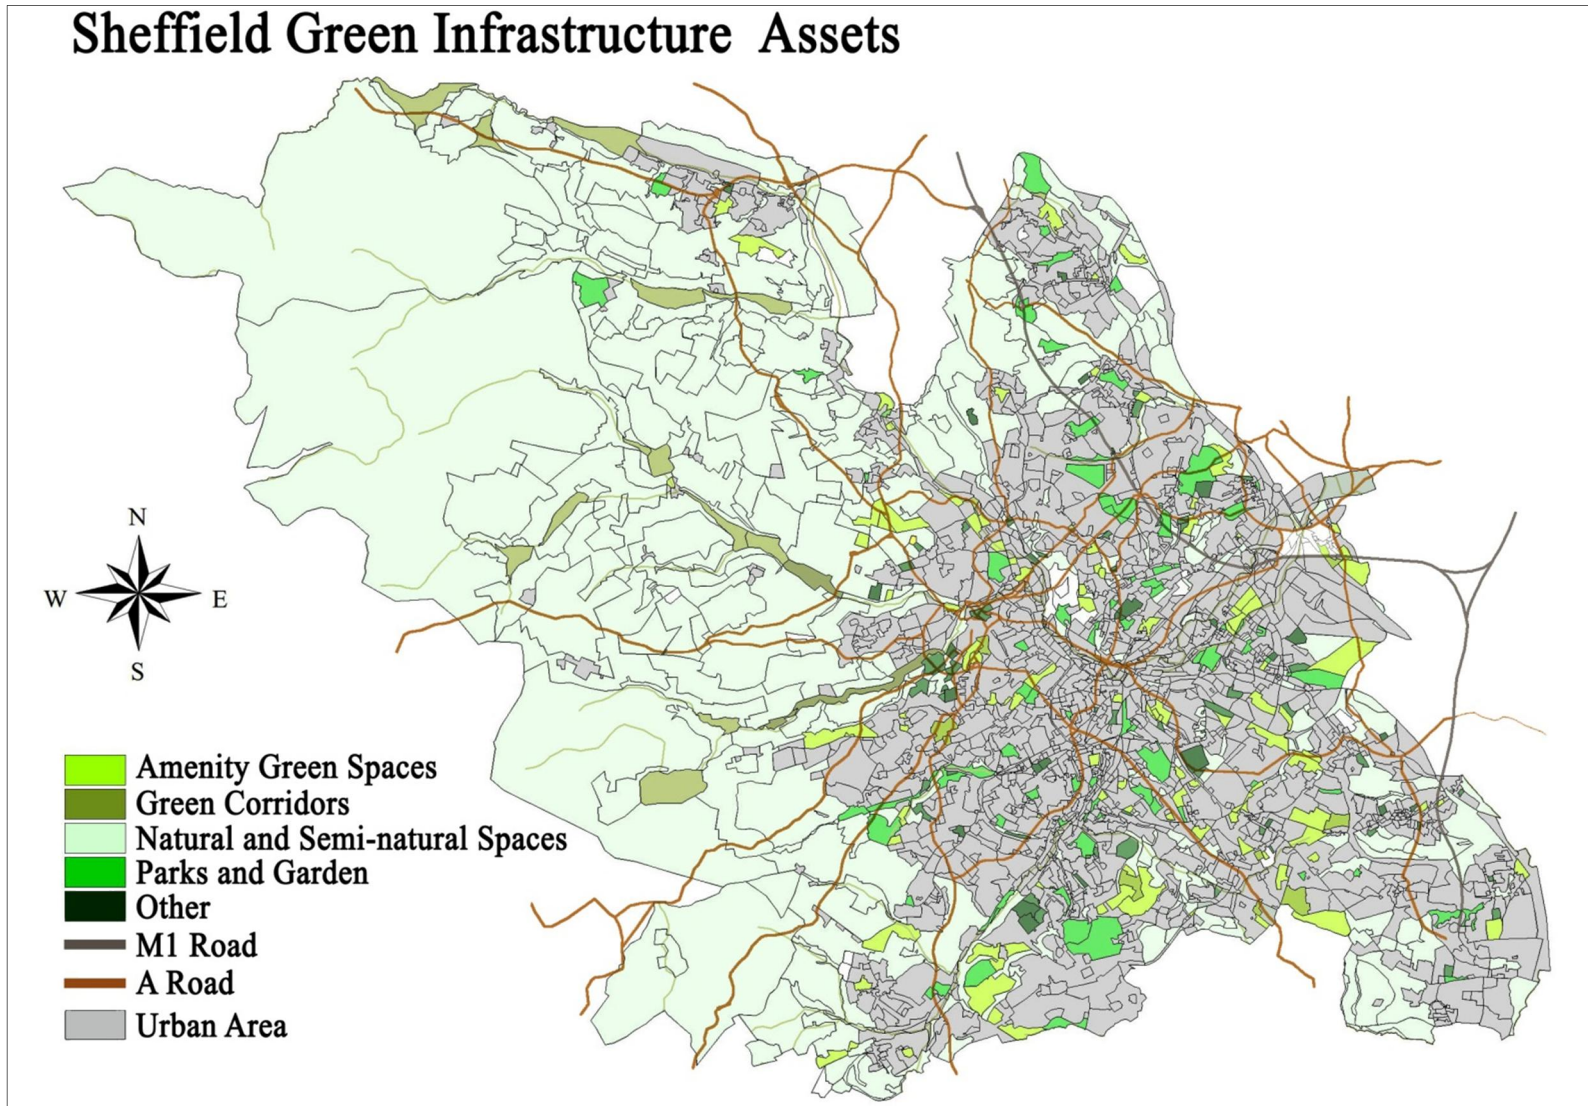 Sheffield Green Infrastructure Assets
N
W
E
S
Amenity Green Spaces
Green Corridors
Natural and Semi-natural Spaces
Parks and Garden
Other
M1 Road
A Road
Urban Area